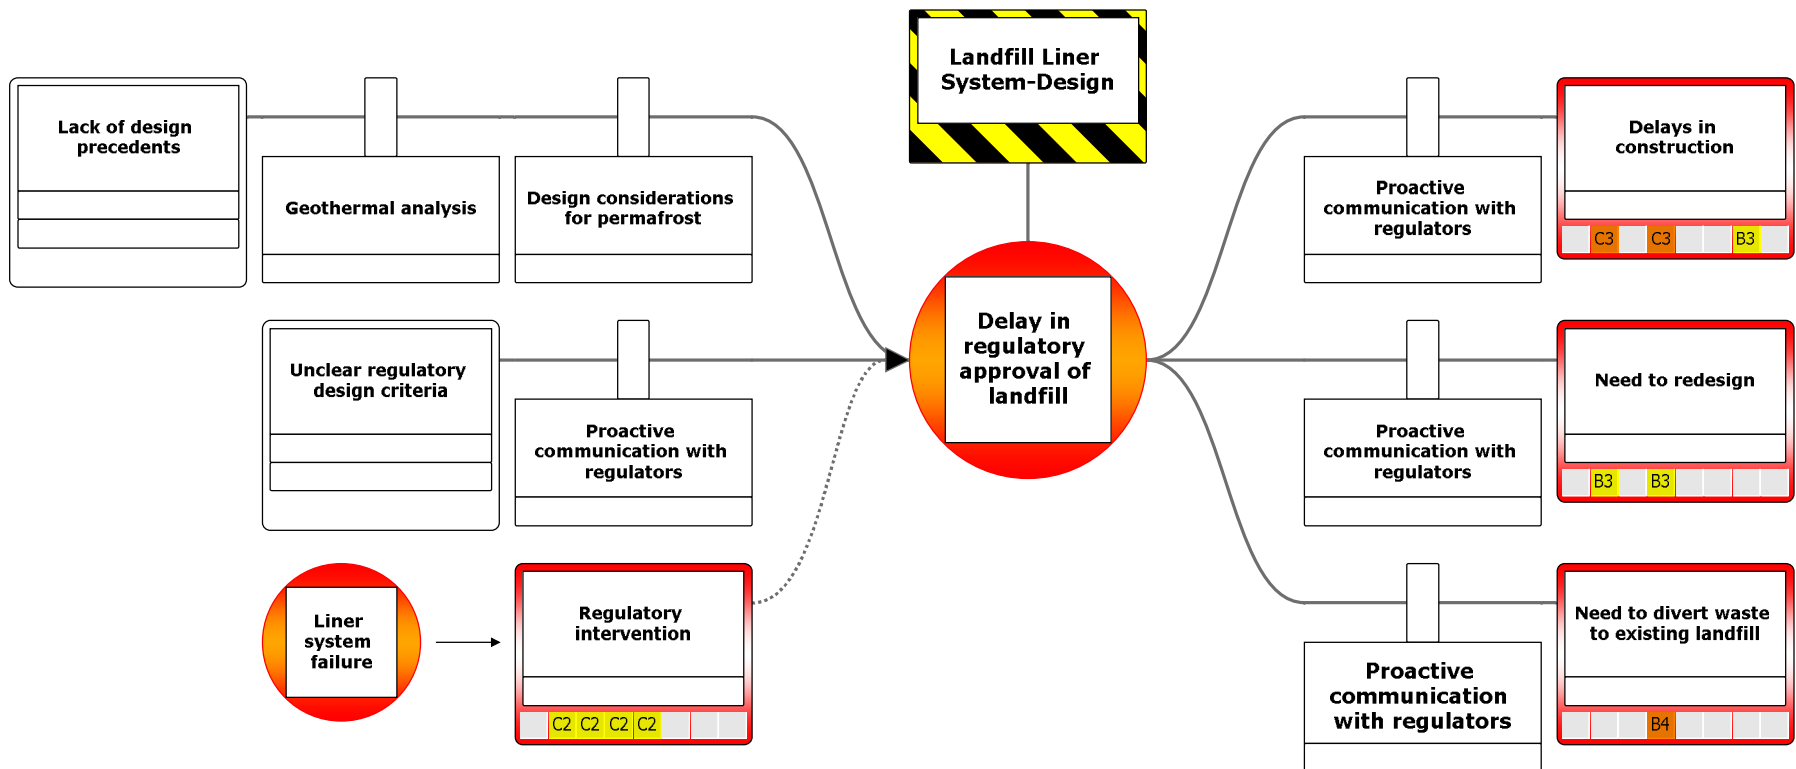 Landfill Liner
System-Design
Lack of design
precedents
Geothermal analysis
Design considerations
for permafrost
Unclear regulatory
design criteria
Proactive
communication with
regulators
Liner
system
failure
Regulatory
intervention
C2 C2 C2 C2
Delay in
regulatory
approval of
landfill
Proactive
communication with
regulators
Delays in
construction
C3 C3 B3
Proactive
communication with
regulators
Need to redesign
B3 B3
Proactive
communication
with regulators
Need to divert waste
to existing landfill
B4